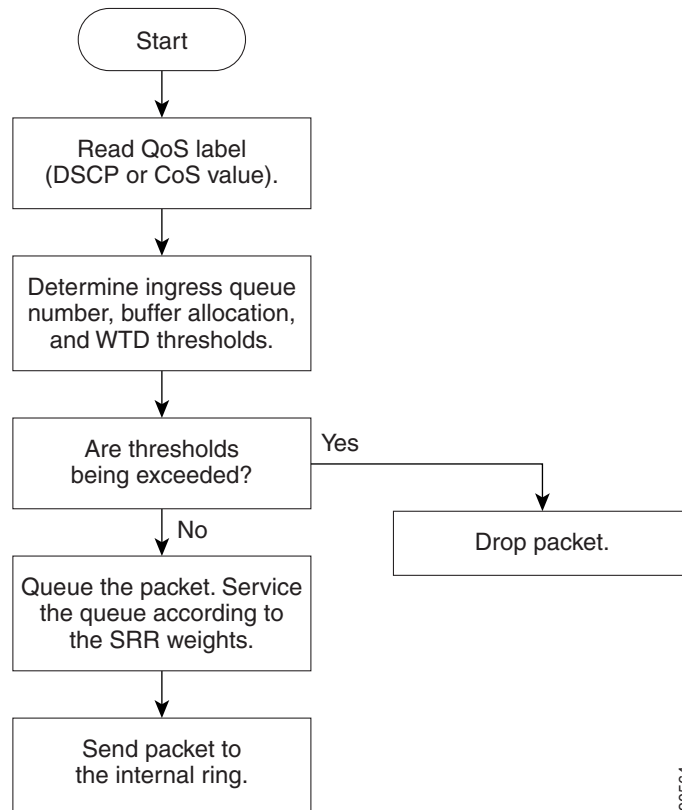 Start
Read QoS label
(DSCP or CoS value).
Determine ingress queue
number, buffer allocation,
and WTD thresholds.
Are thresholds
being exceeded?
Yes
Drop packet.
No
Queue the packet. Service
the queue according to
the SRR weights.
Send packet to
the internal ring.